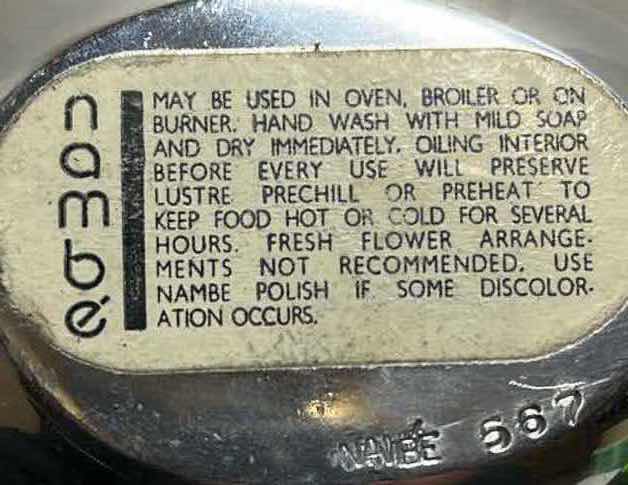 nambé
MAY BE USED IN OVEN, BROILER OR ON
BURNER. HAND WASH WITH MILD SOAP
AND DRY IMMEDIATELY. OILING INTERIOR
BEFORE EVERY USE WILL PRESERVE
LUSTRE PRECHILL OR PREHEAT TO
KEEP FOOD HOT OR COLD FOR SEVERAL
HOURS. FRESH FLOWER ARRANGE-
MENTS NOT RECOMMENDED. USE
NAMBE POLISH IF SOME DISCOLOR-
ATION OCCURS.
NAMBÉ 567